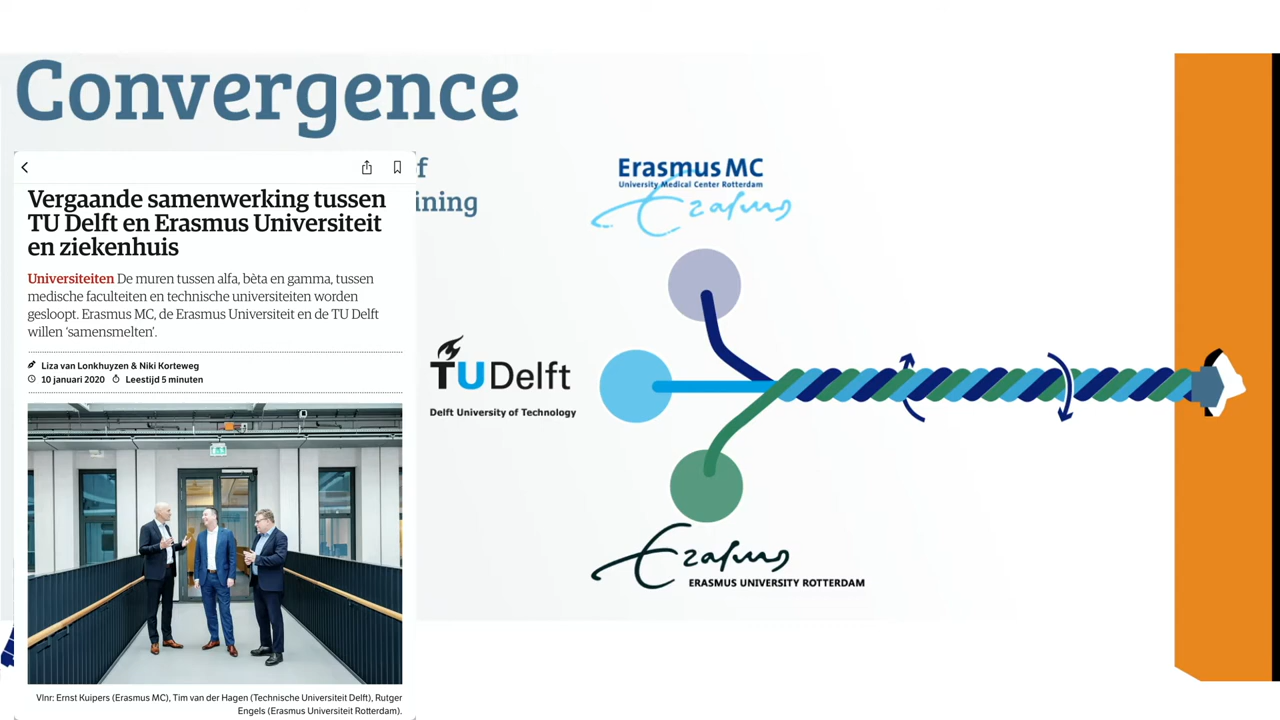 Convergence
f
ining
Vergaande samenwerking tussen
TU Delft en Erasmus Universiteit
en ziekenhuis
Universiteiten De muren tussen alfa, bèta en gamma, tussen
medische faculteiten en technische universiteiten worden
gesloopt. Erasmus MC, de Erasmus Universiteit en de TU Delft
willen ‘samensmelten’.
Liza van Lonkhuyzen & Niki Korteweg
10 januari 2020 Leestijd 5 minuten
Vlnr: Ernst Kuipers (Erasmus MC), Tim van der Hagen (Technische Universiteit Delft), Rutger
Engels (Erasmus Universiteit Rotterdam).
Erasmus MC
University Medical Center Rotterdam
Erasmus
TU Delft
Delft University of Technology
Erasmus
ERASMUS UNIVERSITY ROTTERDAM